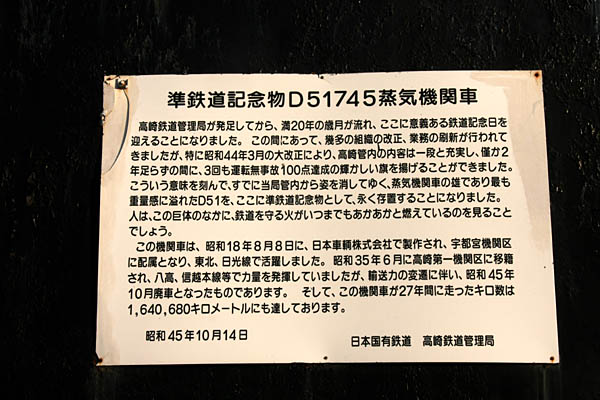 準鉄道記念物D51745蒸気機関車
高崎鉄道管理局が発足してから、満20年の歳月が流れ、ここに意義ある鉄道記念日を
迎えることになりました。この間にあって、幾多の組織の改正、業務の刷新が行われて
きましたが、特に昭和44年3月の大改正により、高崎管内の内容は一段と充実し、僅か2
年足らずの間に、3回も運転無事故100点達成の輝かしい旗を揚げることができました。
こういう意味を刻んで、すでに当局管内から姿を消してゆく、蒸気機関車の雄であり最も
重量感に溢れたD51を、ここに準鉄道記念物として、永く存置することになりました。
人は、この巨体のなかに、鉄道を守る火がいつまでもあかあかと燃えているのを見ること
でしょう。
この機関車は、昭和18年8月8日に、日本車輌株式会社で製作され、宇都宮機関区
に配属となり、東北、日光線で活躍しました。昭和35年6月に高崎第一機関区に移籍
され、八高、信越本線等で力量を発揮していましたが、輸送力の変遷に伴い、昭和45年
10月廃車となったものであります。 そして、この機関車が27年間に走ったキロ数は
1,640,680キロメートルにも達しております。
昭和45年10月14日 日本国有鉄道 高崎鉄道管理局